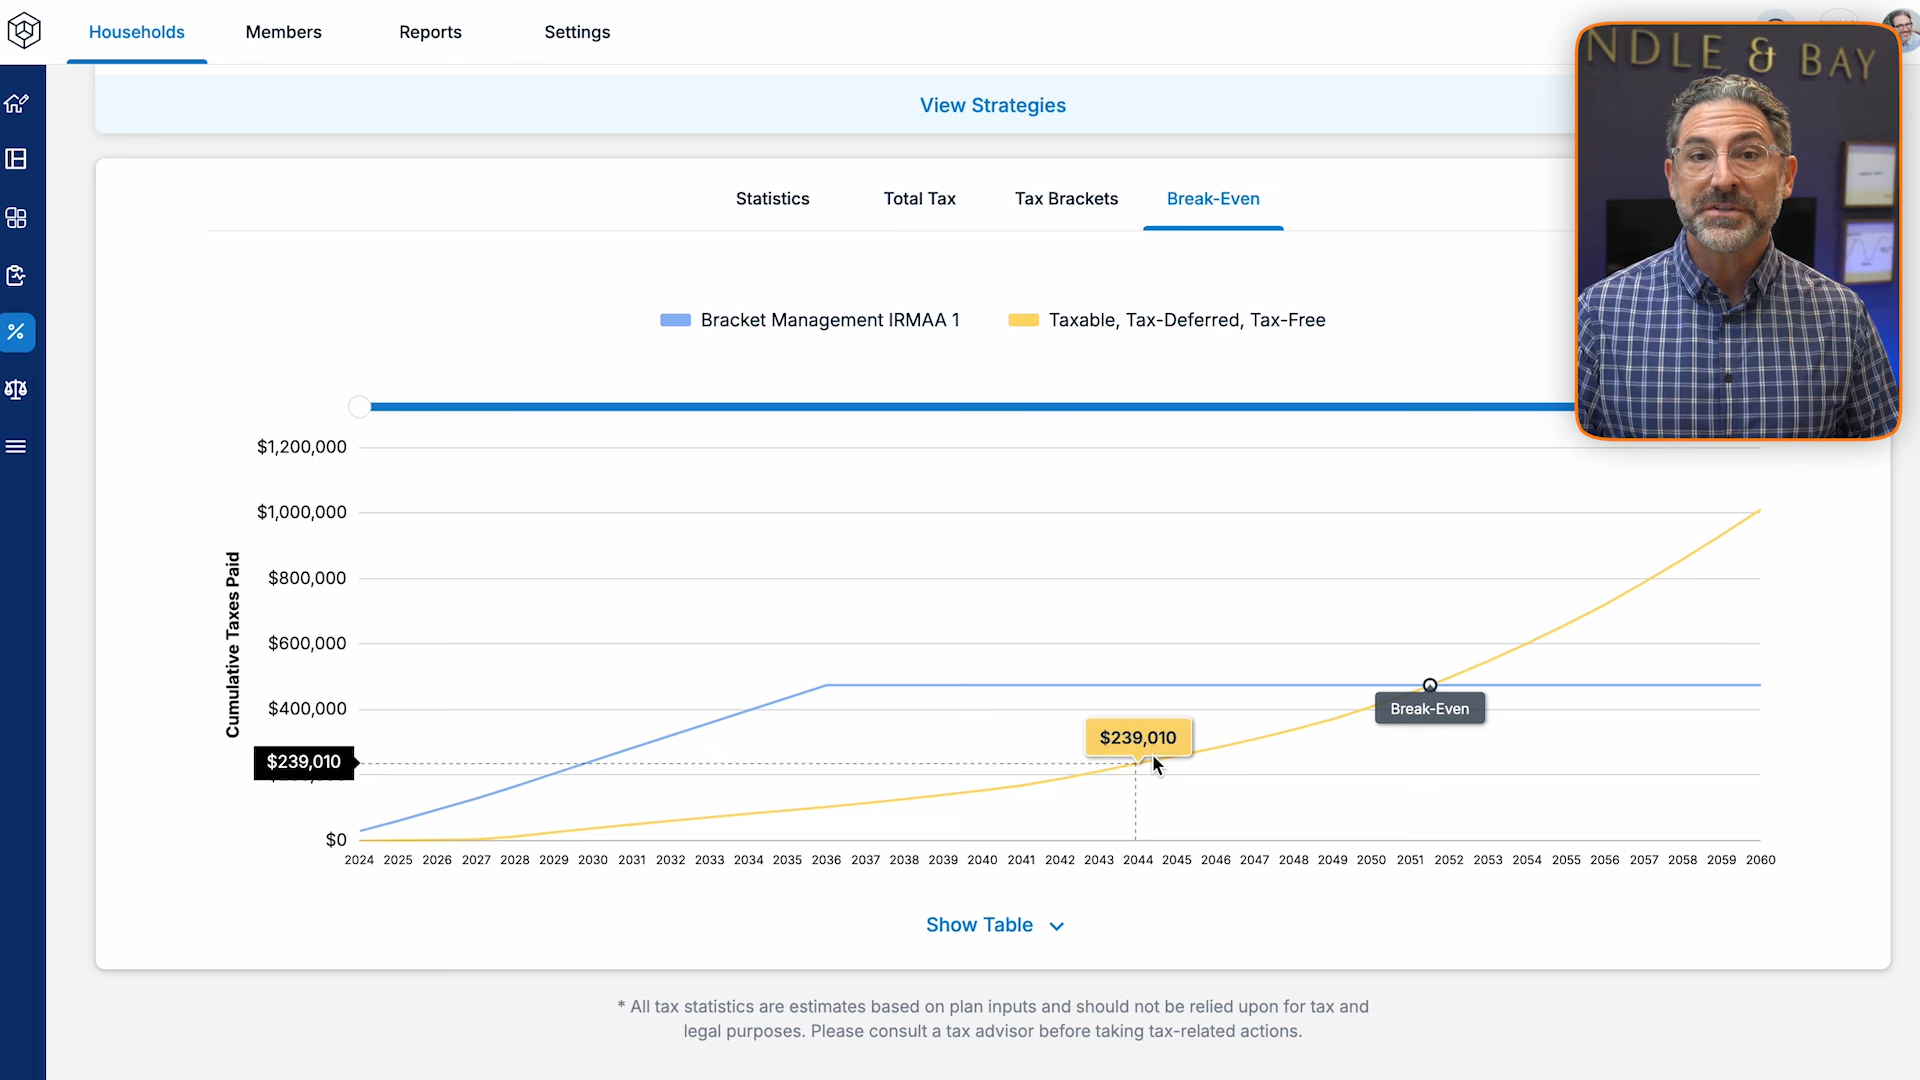 Households
Members
Reports
Settings
NDLE & BAY
View Strategies
Statistics
Total Tax
Tax Brackets
Break-Even
Bracket Management IRMAA 1
Taxable, Tax-Deferred, Tax-Free
Cumulative Taxes Paid
$1,200,000
$1,000,000
$800,000
$600,000
$400,000
$239,010
$0
$239,010
Break-Even
2024 2025 2026 2027 2028 2029 2030 2031 2032 2033 2034 2035 2036 2037 2038 2039 2040 2041 2042 2043 2044 2045 2046 2047 2048 2049 2050 2051 2052 2053 2054 2055 2056 2057 2058 2059 2060
Show Table
* All tax statistics are estimates based on plan inputs and should not be relied upon for tax and
legal purposes. Please consult a tax advisor before taking tax-related actions.